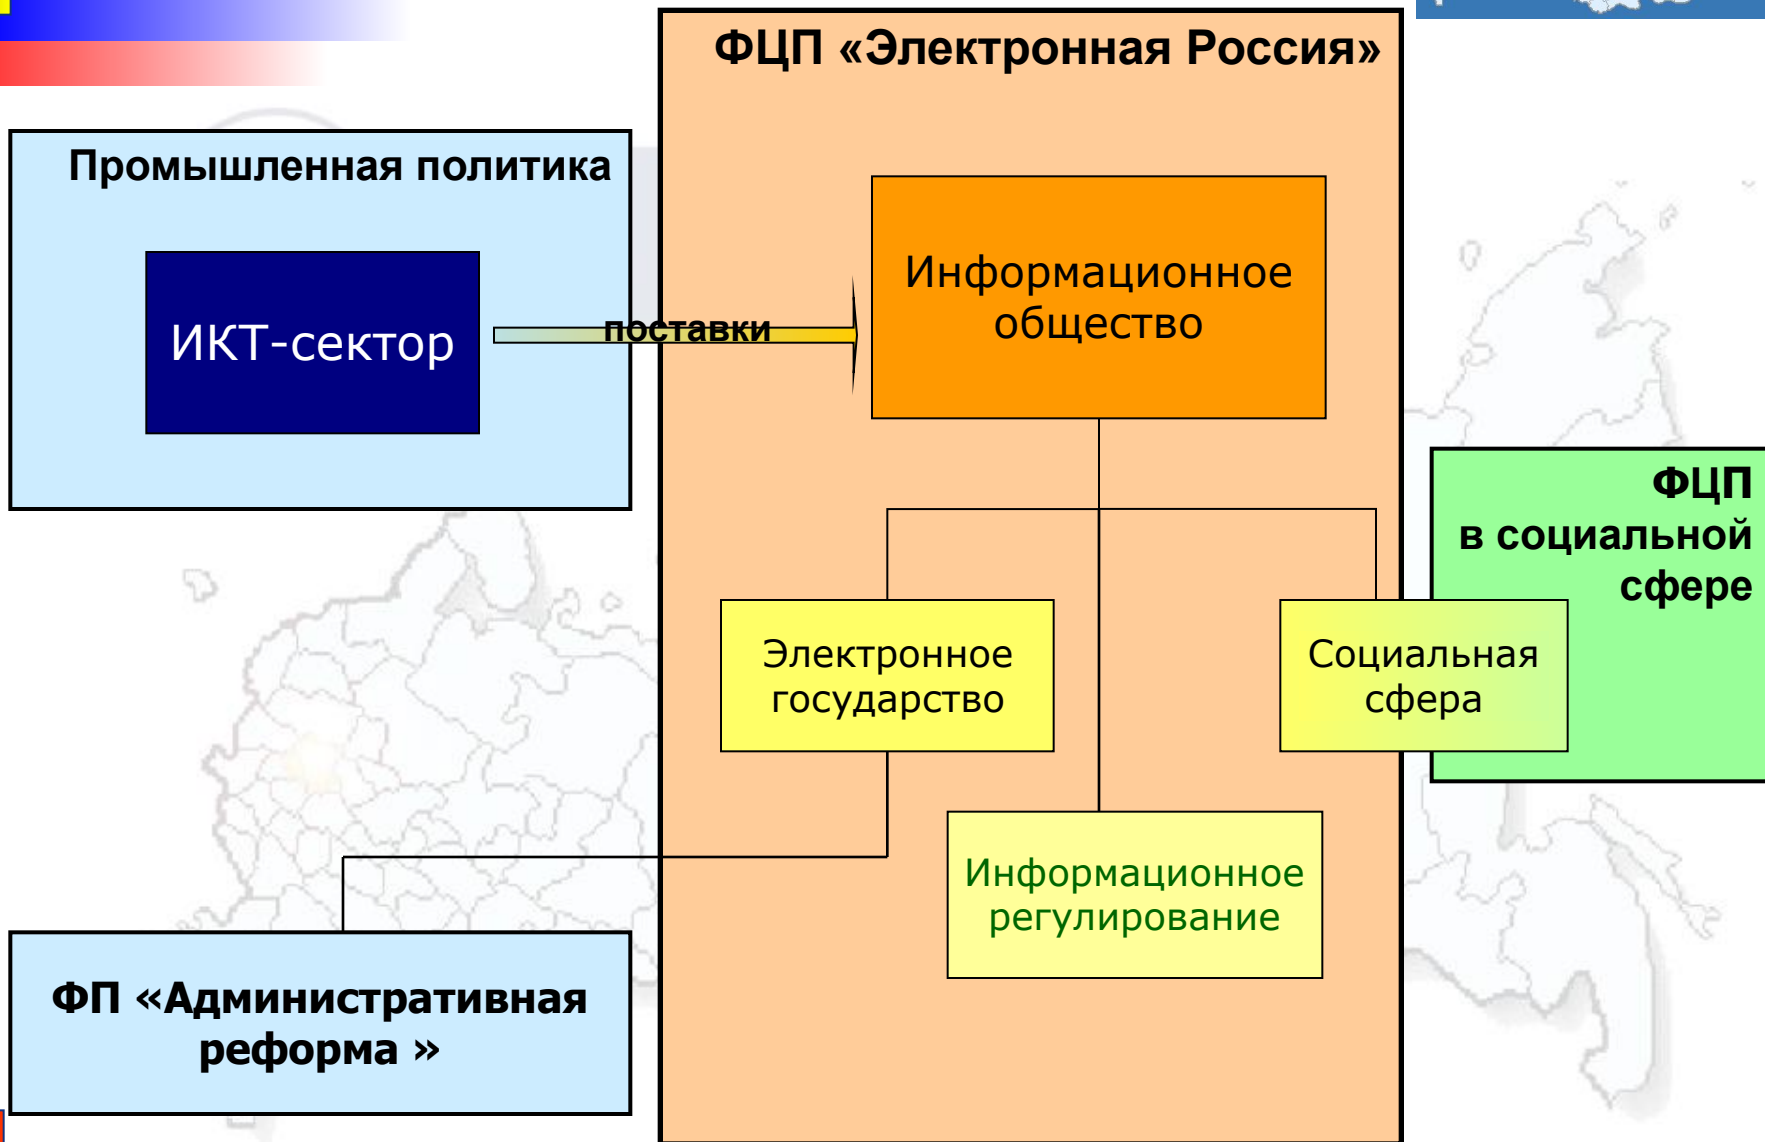 ФЦП «Электронная Россия»
Промышленная политика
ИКТ-сектор
поставки
Информационное
общество
ФЦП
в социальной
сфере
Электронное
государство
Социальная
сфера
Информационное
регулирование
ФП «Административная
реформа »